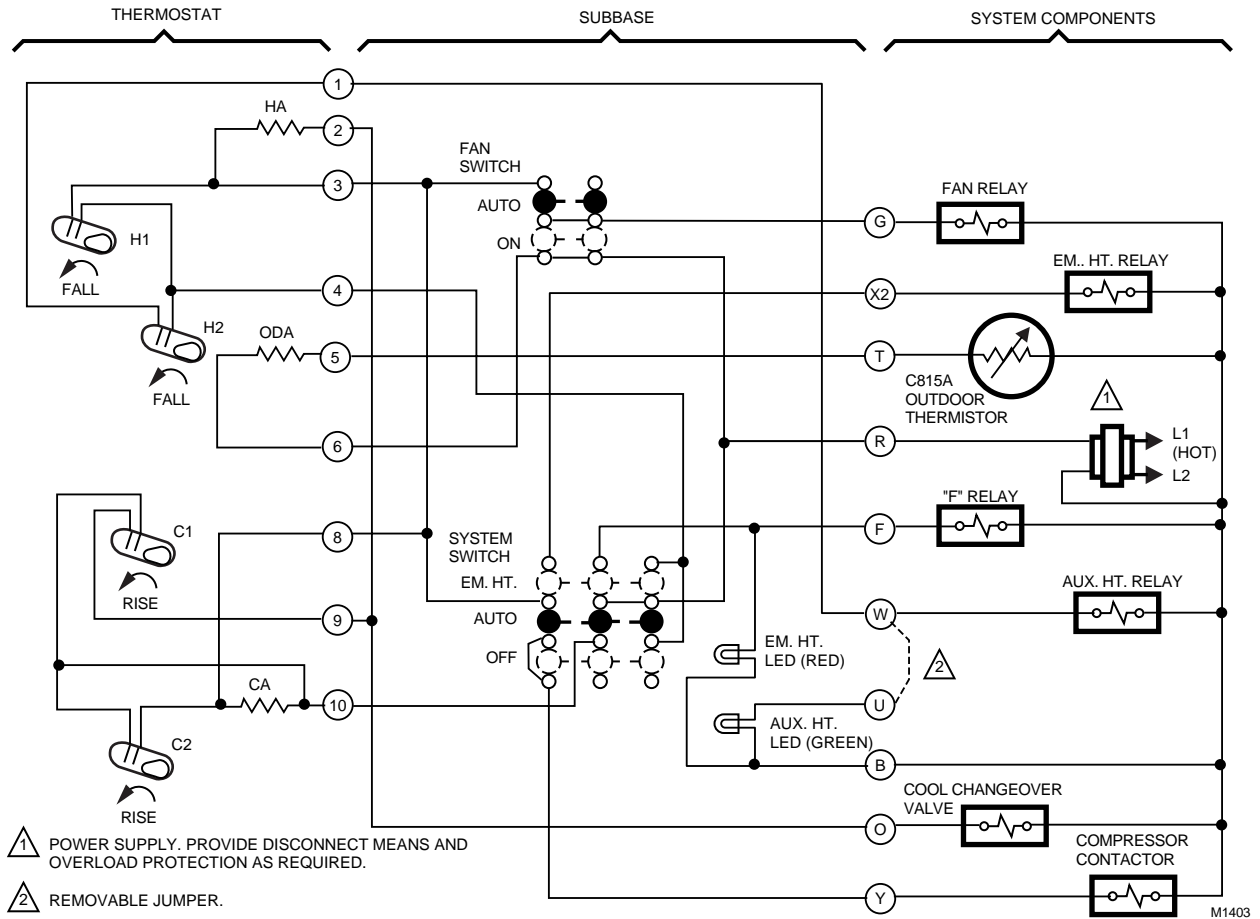 THERMOSTAT
SUBBASE
SYSTEM COMPONENTS
1
HA
2
3
FAN
SWITCH
AUTO
ON
G
FAN RELAY
H1
FALL
4
X2
EM.. HT. RELAY
H2
FALL
ODA
5
T
C815A
OUTDOOR
THERMISTOR
1
6
R
L1
(HOT)
L2
C1
RISE
8
SYSTEM
SWITCH
EM. HT.
AUTO
OFF
F
"F" RELAY
9
W
AUX. HT. RELAY
EM. HT.
LED (RED)
2
CA
10
U
AUX. HT.
LED (GREEN)
C2
RISE
B
COOL CHANGEOVER
VALVE
O
COMPRESSOR
CONTACTOR
Y
1 POWER SUPPLY. PROVIDE DISCONNECT MEANS AND
OVERLOAD PROTECTION AS REQUIRED.
2 REMOVABLE JUMPER.
M1403